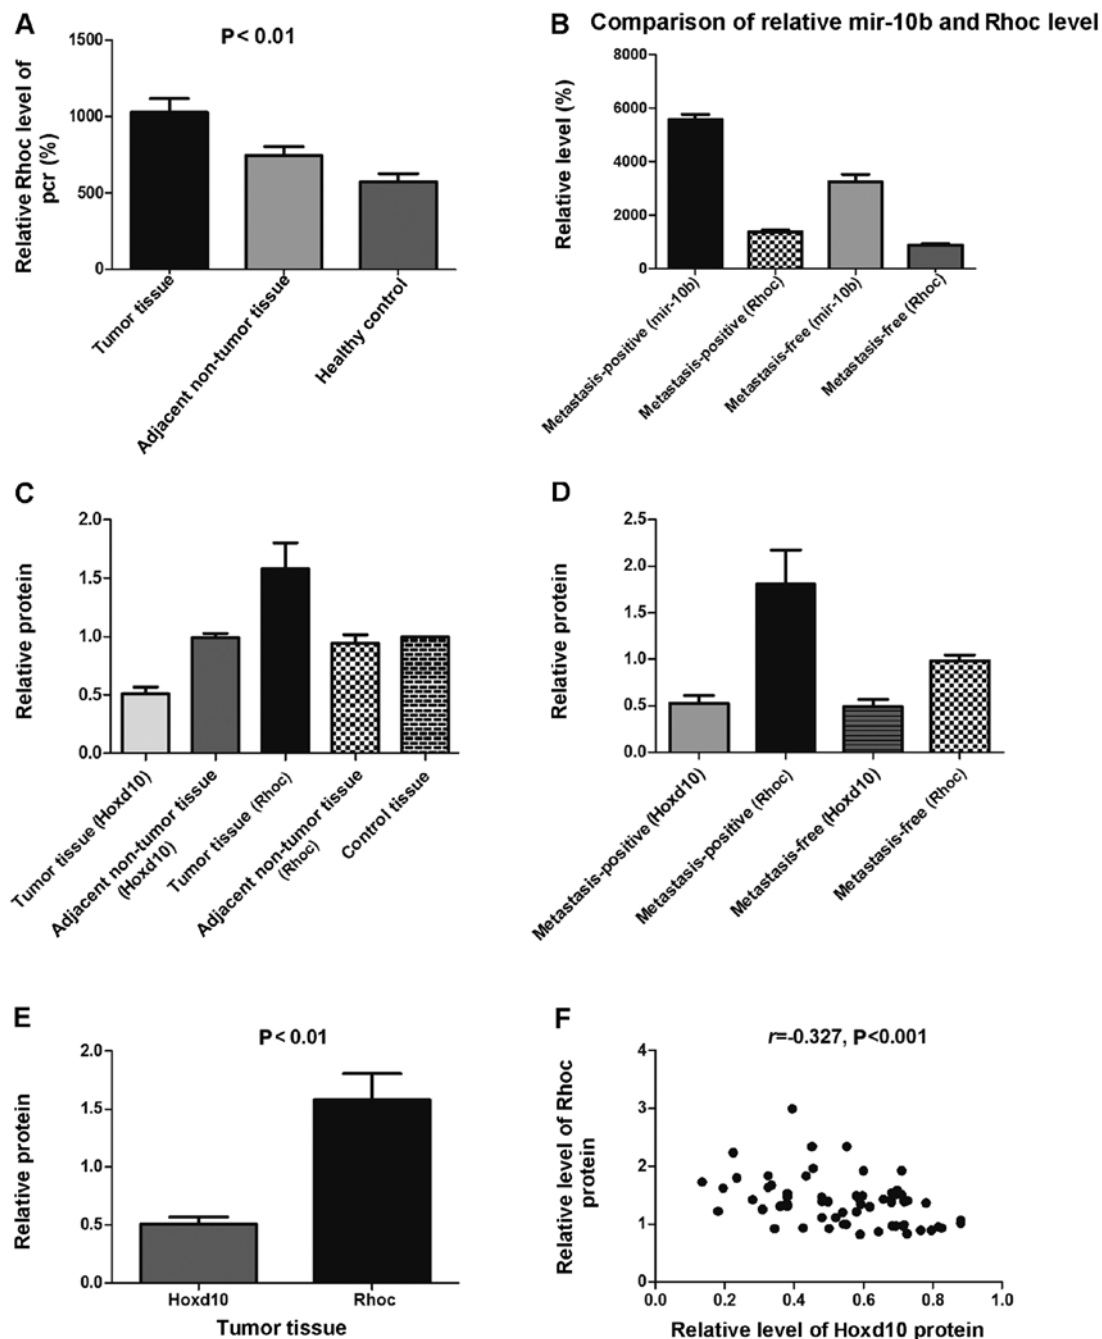 A
P< 0.01
Relative Rhoc level of
pcr (%)
1500
1000
500
0
Tumor tissue
Adjacent non-tumor tissue
Healthy control
B
Comparison of relative mir-10b and Rhoc level
Relative level (%)
8000
6000
4000
2000
0
Metastasis-positive (mir-10b)
Metastasis-positive (Rhoc)
Metastasis-free (mir-10b)
Metastasis-free (Rhoc)
C
Relative protein
2.0
1.5
1.0
0.5
0.0
Tumor tissue (Hoxd10)
Adjacent non-tumor tissue
(Hoxd10)
Tumor tissue (Rhoc)
Adjacent non-tumor tissue
(Rhoc)
Control tissue
D
Relative protein
2.5
2.0
1.5
1.0
0.5
0.0
Metastasis-positive (Hoxd10)
Metastasis-positive (Rhoc)
Metastasis-free (Hoxd10)
Metastasis-free (Rhoc)
E
P< 0.01
Relative protein
2.0
1.5
1.0
0.5
0.0
Hoxd10 Rhoc
Tumor tissue
F
r=-0.327, P<0.001
Relative level of Rhoc
protein
4
3
2
1
0
0.0 0.2 0.4 0.6 0.8 1.0
Relative level of Hoxd10 protein